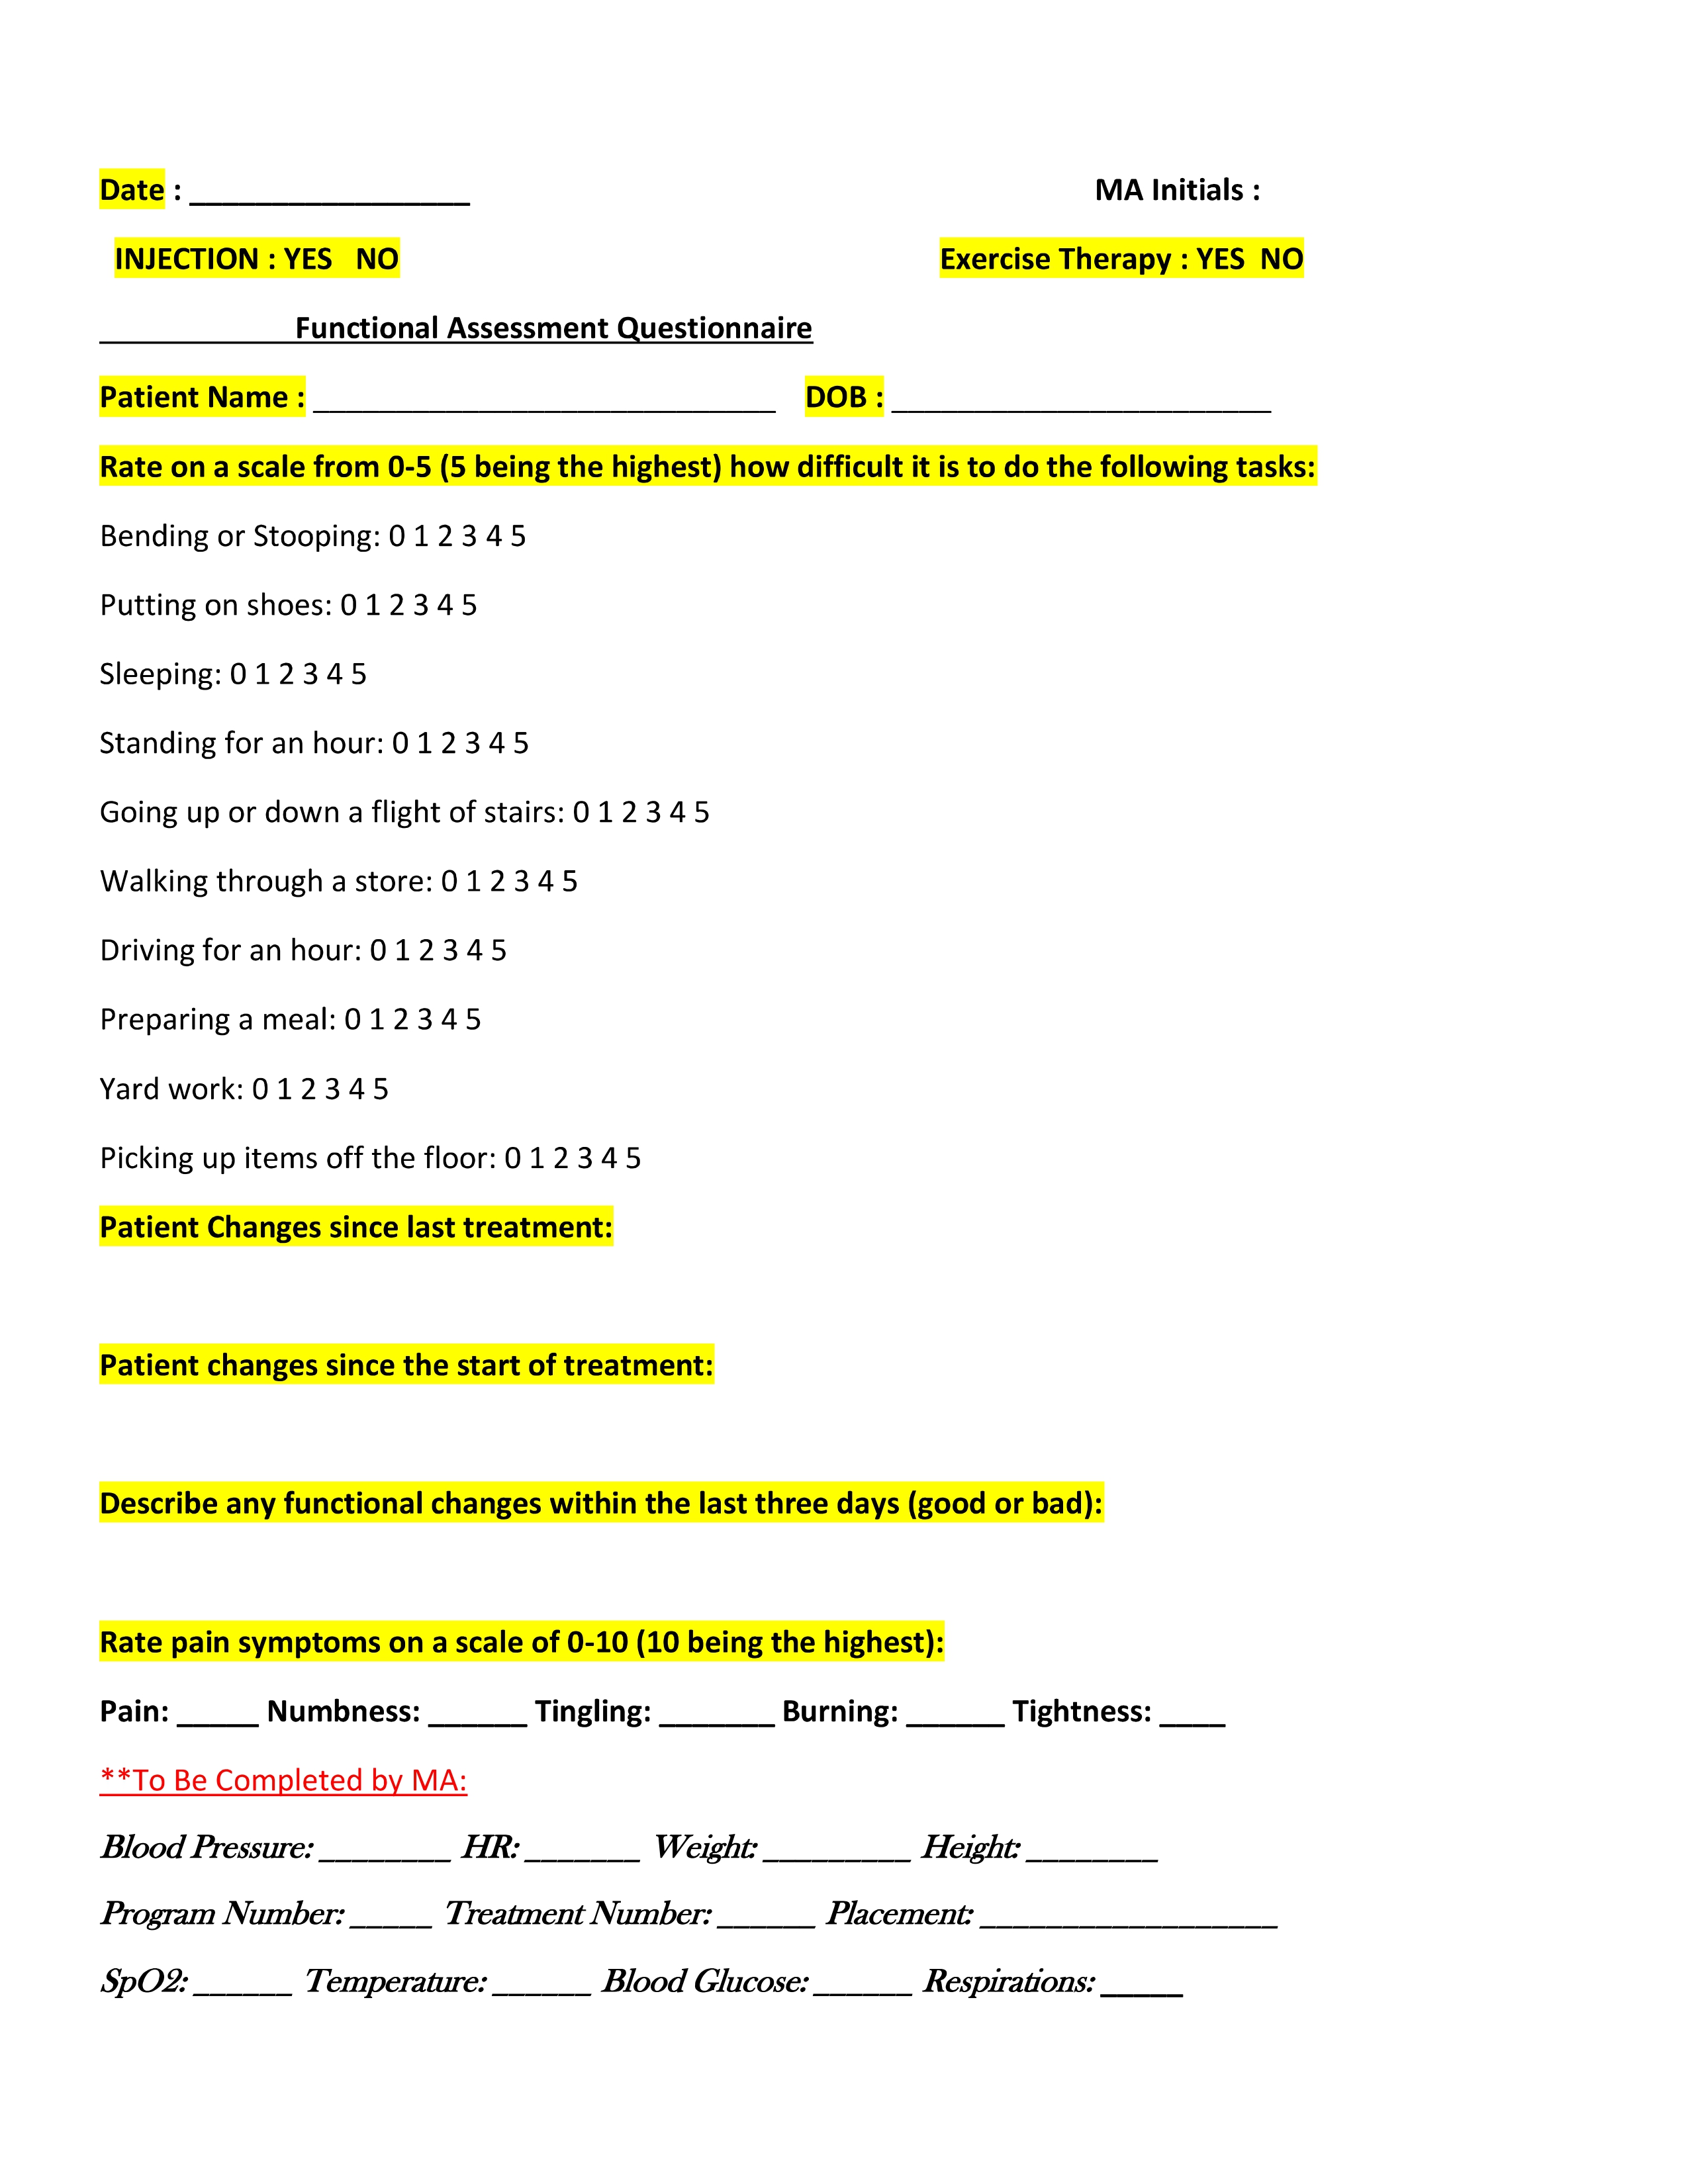 Date : _________________ MA Initials :
INJECTION : YES NO Exercise Therapy : YES NO
Functional Assessment Questionnaire
Patient Name : ____________________________ DOB : _______________________
Rate on a scale from 0-5 (5 being the highest) how difficult it is to do the following tasks:
Bending or Stooping: 0 1 2 3 4 5
Putting on shoes: 0 1 2 3 4 5
Sleeping: 0 1 2 3 4 5
Standing for an hour: 0 1 2 3 4 5
Going up or down a flight of stairs: 0 1 2 3 4 5
Walking through a store: 0 1 2 3 4 5
Driving for an hour: 0 1 2 3 4 5
Preparing a meal: 0 1 2 3 4 5
Yard work: 0 1 2 3 4 5
Picking up items off the floor: 0 1 2 3 4 5
Patient Changes since last treatment:
Patient changes since the start of treatment:
Describe any functional changes within the last three days (good or bad):
Rate pain symptoms on a scale of 0-10 (10 being the highest):
Pain: _____ Numbness: ______ Tingling: _______ Burning: ______ Tightness: ____
**To Be Completed by MA:
Blood Pressure: ________ HR: _______ Weight: _________ Height: ________
Program Number: _____ Treatment Number: ______ Placement: __________________
SpO2: ______ Temperature: ______ Blood Glucose: ______ Respirations: _____